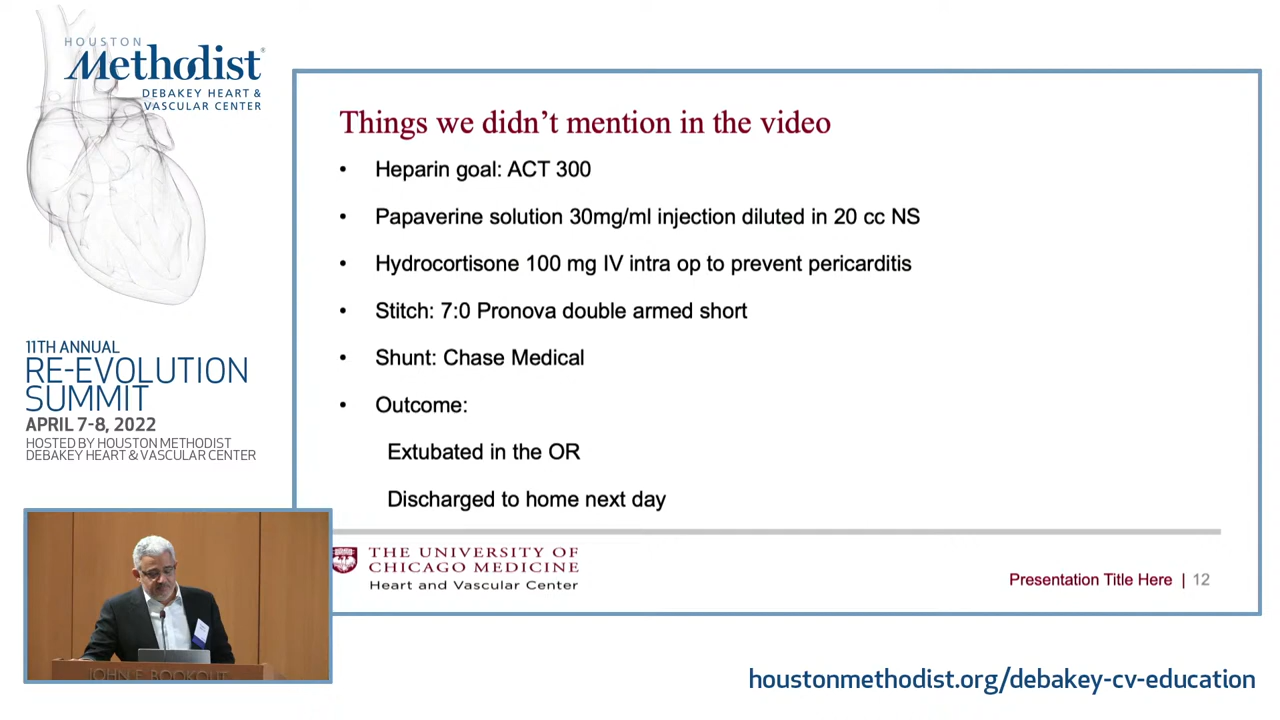 HOUSTON
Methodist®
DEBAKEY HEART &
VASCULAR CENTER
11TH ANNUAL
RE-EVOLUTION
SUMMIT
APRIL 7-8, 2022
HOSTED BY HOUSTON METHODIST
DEBAKEY HEART & VASCULAR CENTER
Things we didn't mention in the video
• Heparin goal: ACT 300
• Papaverine solution 30mg/ml injection diluted in 20 cc NS
• Hydrocortisone 100 mg IV intra op to prevent pericarditis
• Stitch: 7:0 Pronova double armed short
• Shunt: Chase Medical
• Outcome:
Extubated in the OR
Discharged to home next day
THE UNIVERSITY OF
CHICAGO MEDICINE
Heart and Vascular Center
Presentation Title Here | 12
JOHN F. BOOKOUT
houstonmethodist.org/debakey-cv-education